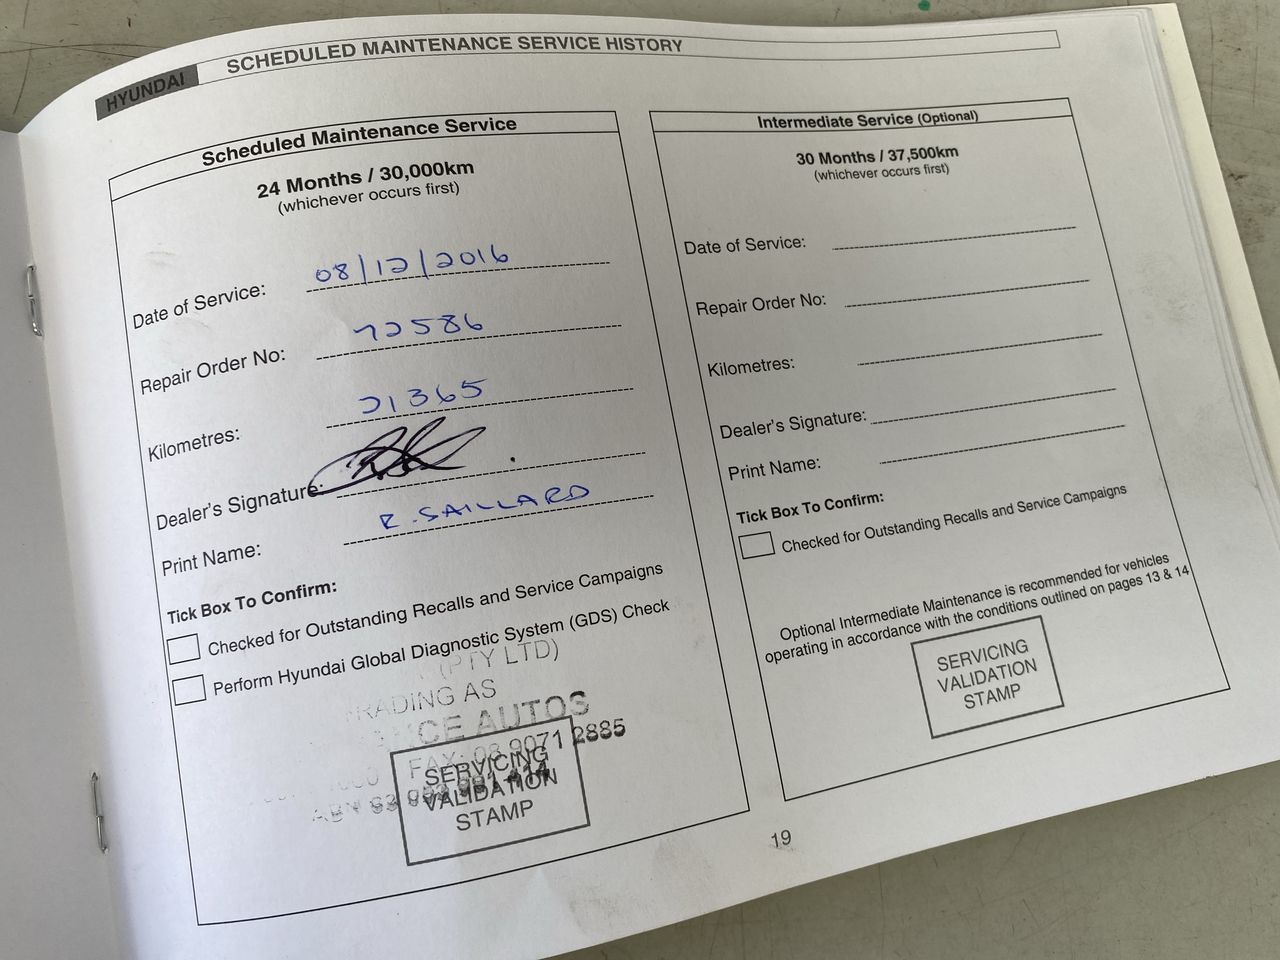 HYUNDAI
SCHEDULED MAINTENANCE SERVICE HISTORY
Scheduled Maintenance Service
24 Months / 30,000km
(whichever occurs first)
Date of Service: 08/12/2016
Repair Order No: 72586
Kilometres: 21365
Dealer's Signature:
Print Name: R. SAILLARD
Tick Box To Confirm:
Checked for Outstanding Recalls and Service Campaigns
Perform Hyundai Global Diagnostic System (GDS) Check
(PTY LTD)
TRADING AS
AUTOS
FAX: 08 9071 2885
ABN
SERVICING
VALIDATION
STAMP
Intermediate Service (Optional)
30 Months / 37,500km
(whichever occurs first)
Date of Service:
Repair Order No:
Kilometres:
Dealer's Signature:
Print Name:
Tick Box To Confirm:
Checked for Outstanding Recalls and Service Campaigns
Optional Intermediate Maintenance is recommended for vehicles
operating in accordance with the conditions outlined on pages 13 & 14
SERVICING
VALIDATION
STAMP
19